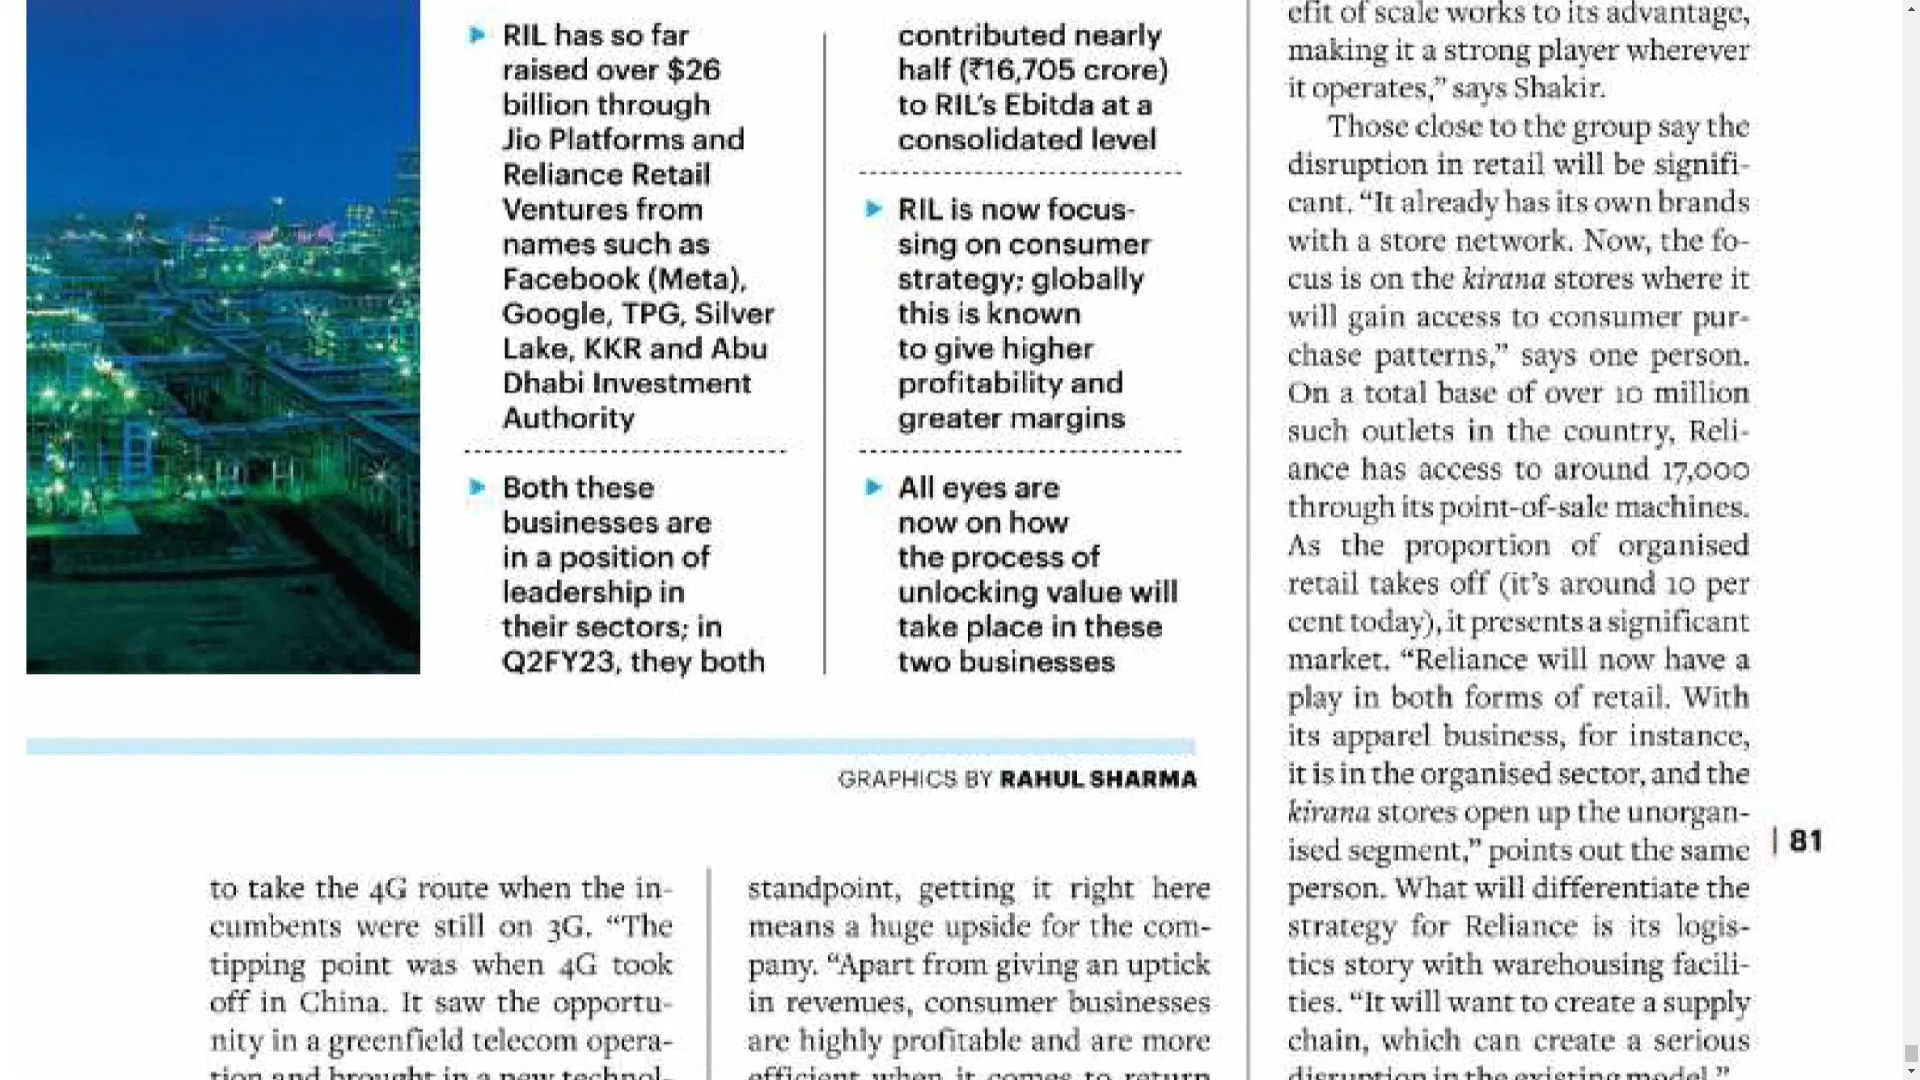 RIL has so far
raised over $26
billion through
Jio Platforms and
Reliance Retail
Ventures from
names such as
Facebook (Meta),
Google, TPG, Silver
Lake, KKR and Abu
Dhabi Investment
Authority
Both these
businesses are
in a position of
leadership in
their sectors; in
Q2FY23, they both
contributed nearly
half (₹16,705 crore)
to RIL's Ebitda at a
consolidated level
RIL is now focus-
sing on consumer
strategy; globally
this is known
to give higher
profitability and
greater margins
All eyes are
now on how
the process of
unlocking value will
take place in these
two businesses
GRAPHICS BY RAHUL SHARMA
to take the 4G route when the in-
cumbents were still on 3G. “The
tipping point was when 4G took
off in China. It saw the opportu-
nity in a greenfield telecom opera-
tion and brought in a new technol-
standpoint, getting it right here
means a huge upside for the com-
pany. “Apart from giving an uptick
in revenues, consumer businesses
are highly profitable and are more
efficient when it comes to return
efit of scale works to its advantage,
making it a strong player wherever
it operates,” says Shakir.
Those close to the group say the
disruption in retail will be signifi-
cant. “It already has its own brands
with a store network. Now, the fo-
cus is on the kirana stores where it
will gain access to consumer pur-
chase patterns,” says one person.
On a total base of over 10 million
such outlets in the country, Reli-
ance has access to around 17,000
through its point-of-sale machines.
As the proportion of organised
retail takes off (it’s around 10 per
cent today), it presents a significant
market. “Reliance will now have a
play in both forms of retail. With
its apparel business, for instance,
it is in the organised sector, and the
kirana stores open up the unorgan-
ised segment,” points out the same
person. What will differentiate the
strategy for Reliance is its logis-
tics story with warehousing facili-
ties. “It will want to create a supply
chain, which can create a serious
disruption in the existing model.”
81